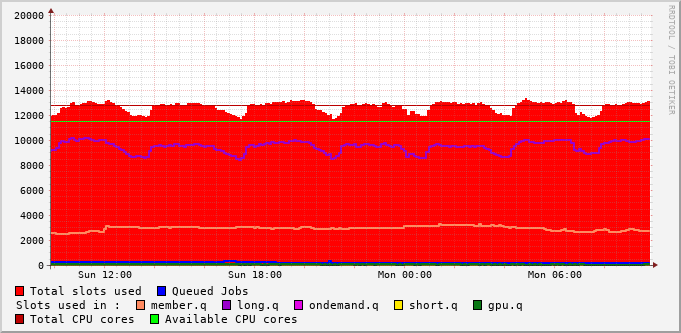 20000
18000
16000
14000
12000
10000
8000
6000
4000
2000
0
Sun 12:00 Sun 18:00 Mon 00:00 Mon 06:00
Total slots used Queued Jobs
Slots used in : member.q long.q ondemand.q short.q gpu.q
Total CPU cores Available CPU cores
RRDTOOL / TOBI OETIKER